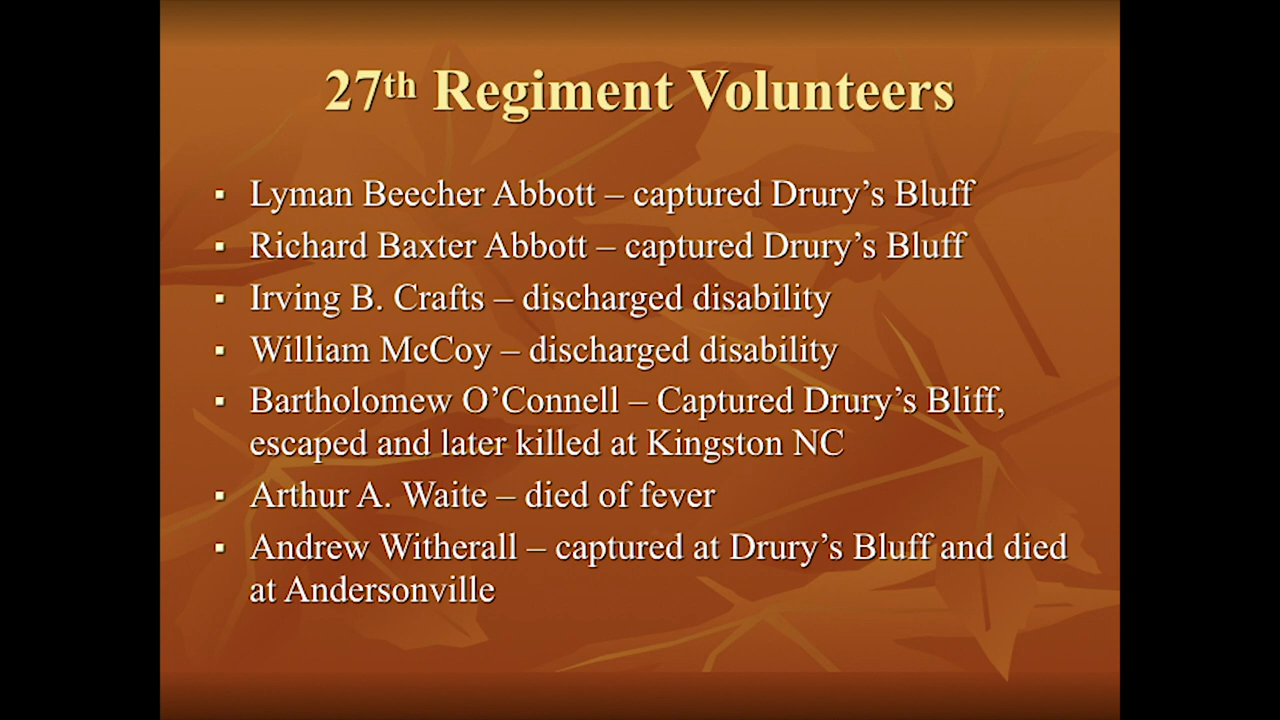 27th Regiment Volunteers
▪ Lyman Beecher Abbott – captured Drury’s Bluff
▪ Richard Baxter Abbott – captured Drury’s Bluff
▪ Irving B. Crafts – discharged disability
▪ William McCoy – discharged disability
▪ Bartholomew O’Connell – Captured Drury’s Bliff,
escaped and later killed at Kingston NC
▪ Arthur A. Waite – died of fever
▪ Andrew Witherall – captured at Drury’s Bluff and died
at Andersonville